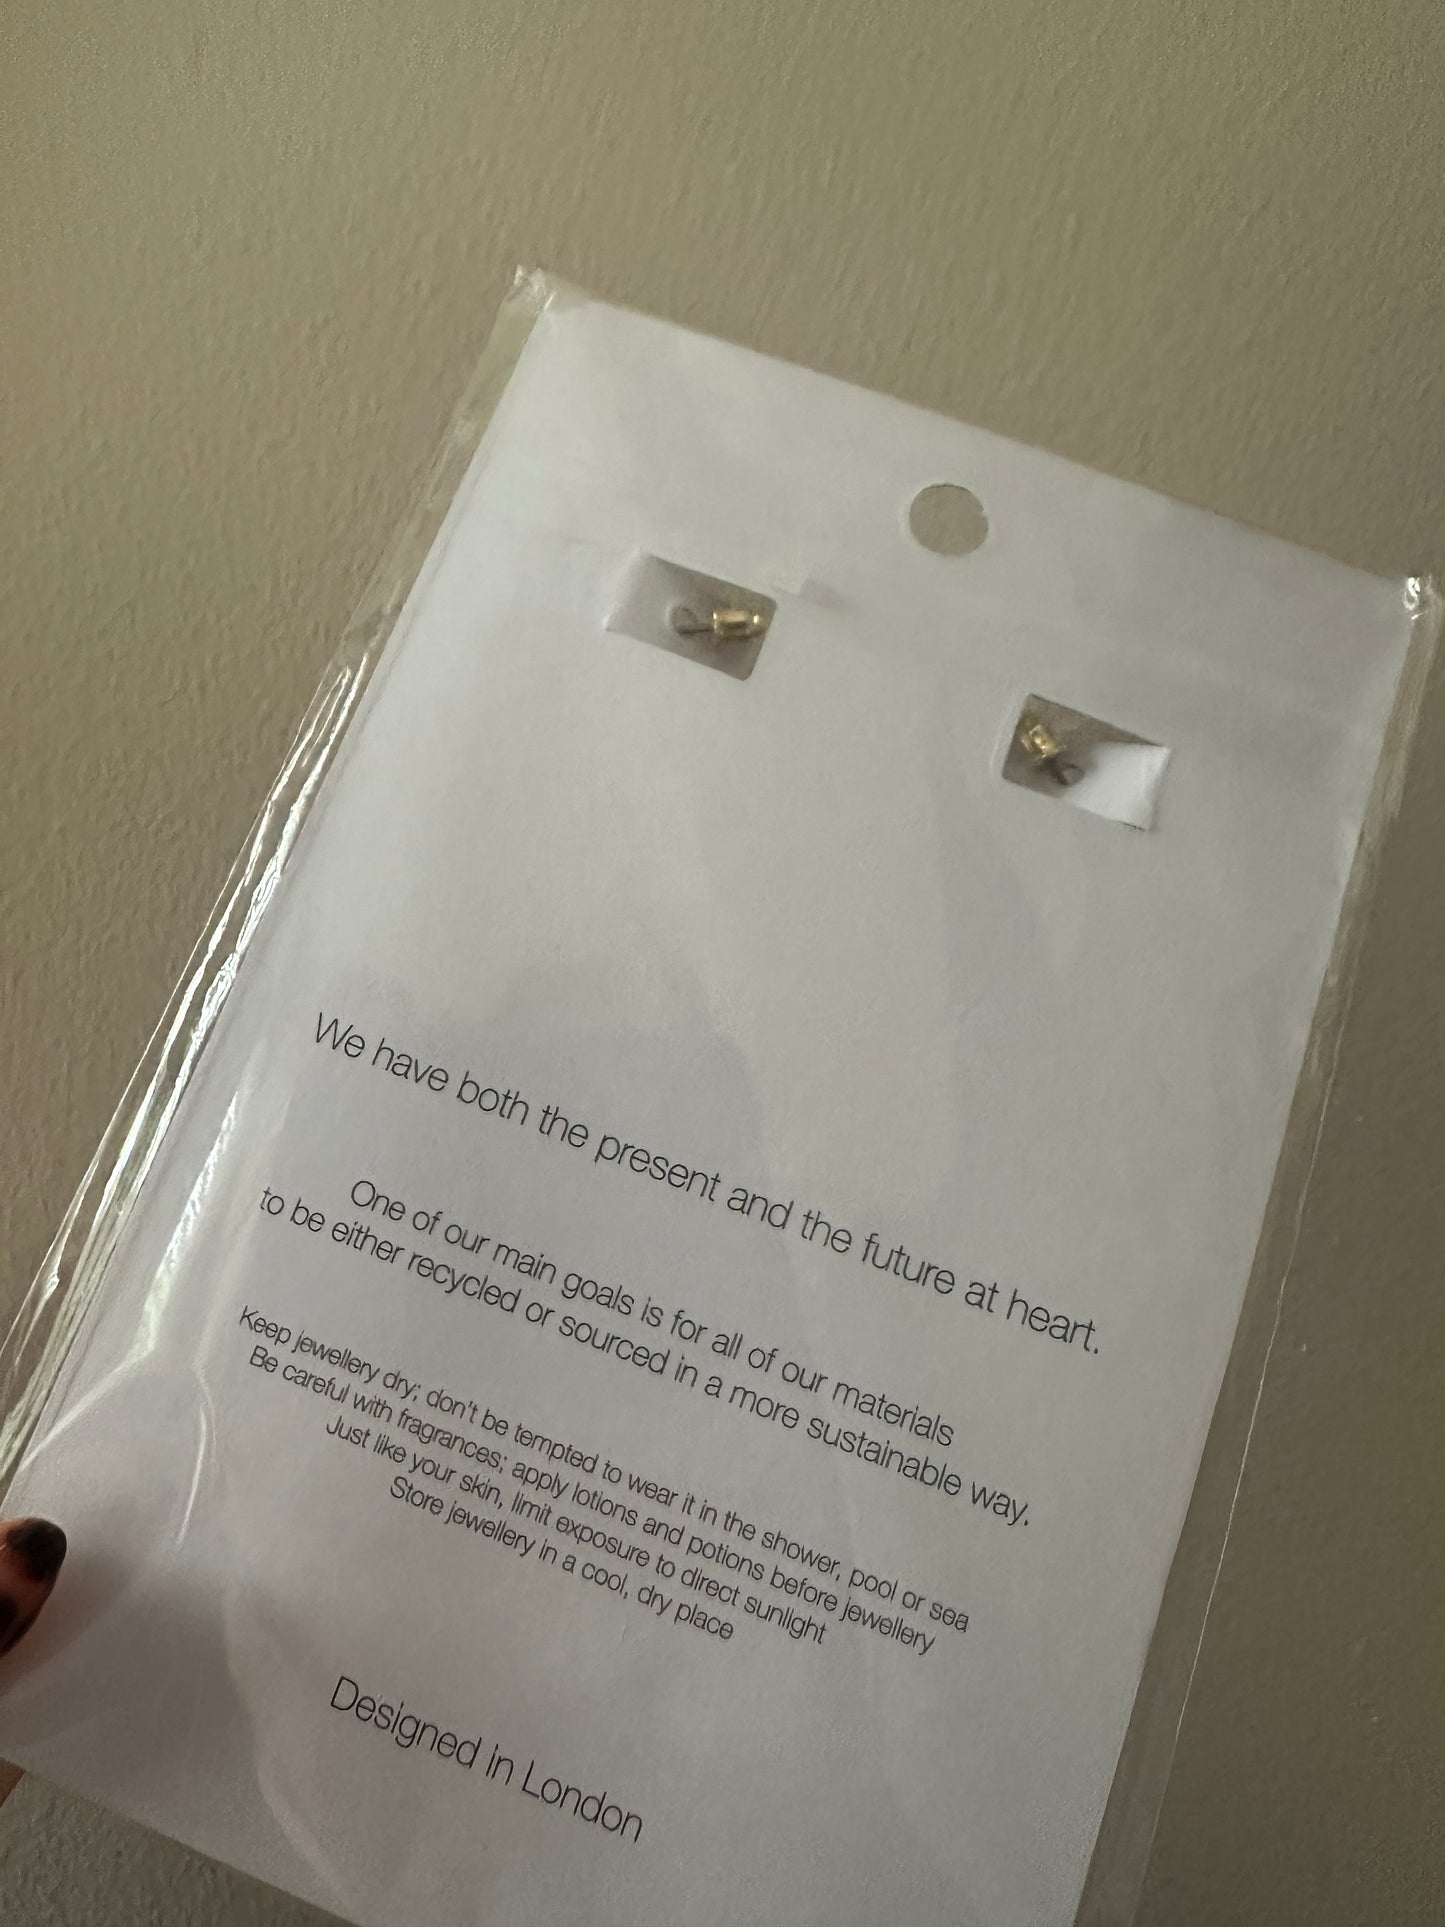 We have both the present and the future at heart.
One of our main goals is for all of our materials
to be either recycled or sourced in a more sustainable way.
Keep jewellery dry; don't be tempted to wear it in the shower, pool or sea
Be careful with fragrances; apply lotions and potions before jewellery
Just like your skin, limit exposure to direct sunlight
Store jewellery in a cool, dry place
Designed in London